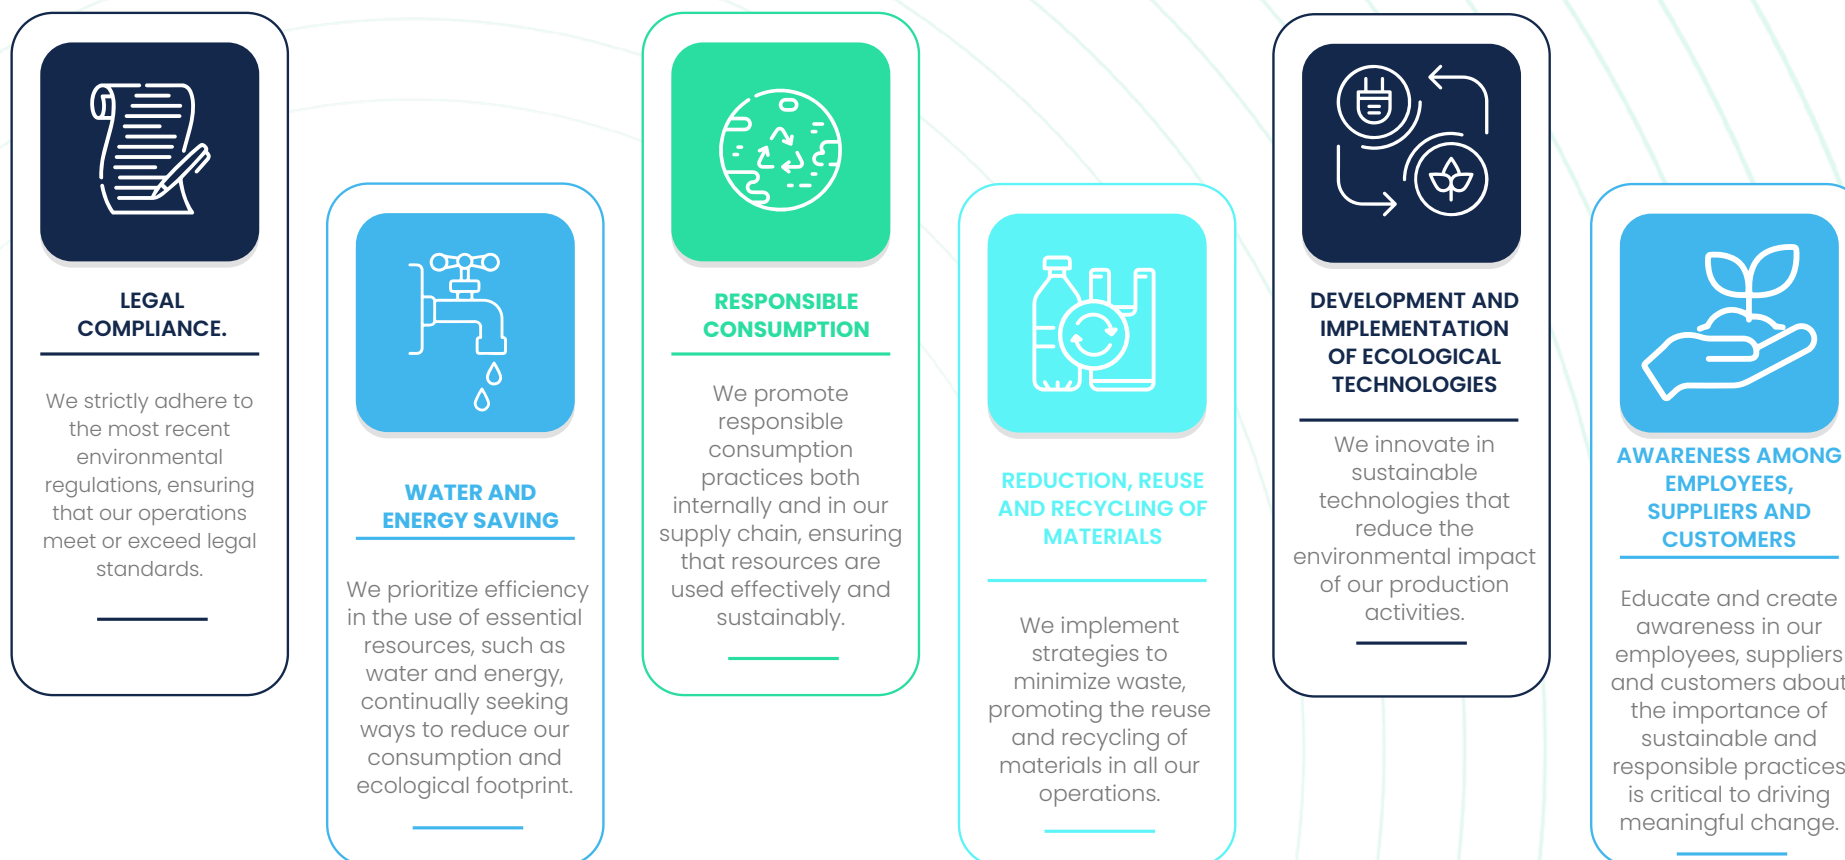 LEGAL
COMPLIANCE.
We strictly adhere to
the most recent
environmental
regulations, ensuring
that our operations
meet or exceed legal
standards.
WATER AND
ENERGY SAVING
We prioritize efficiency
in the use of essential
resources, such as
water and energy,
continually seeking
ways to reduce our
consumption and
ecological footprint.
RESPONSIBLE
CONSUMPTION
We promote
responsible
consumption
practices both
internally and in our
supply chain, ensuring
that resources are
used effectively and
sustainably.
REDUCTION, REUSE
AND RECYCLING OF
MATERIALS
We implement
strategies to
minimize waste,
promoting the reuse
and recycling of
materials in all our
operations.
DEVELOPMENT AND
IMPLEMENTATION
OF ECOLOGICAL
TECHNOLOGIES
We innovate in
sustainable
technologies that
reduce the
environmental impact
of our production
activities.
AWARENESS AMONG
EMPLOYEES,
SUPPLIERS AND
CUSTOMERS
Educate and create
awareness in our
employees, suppliers
and customers about
the importance of
sustainable and
responsible practices
is critical to driving
meaningful change.